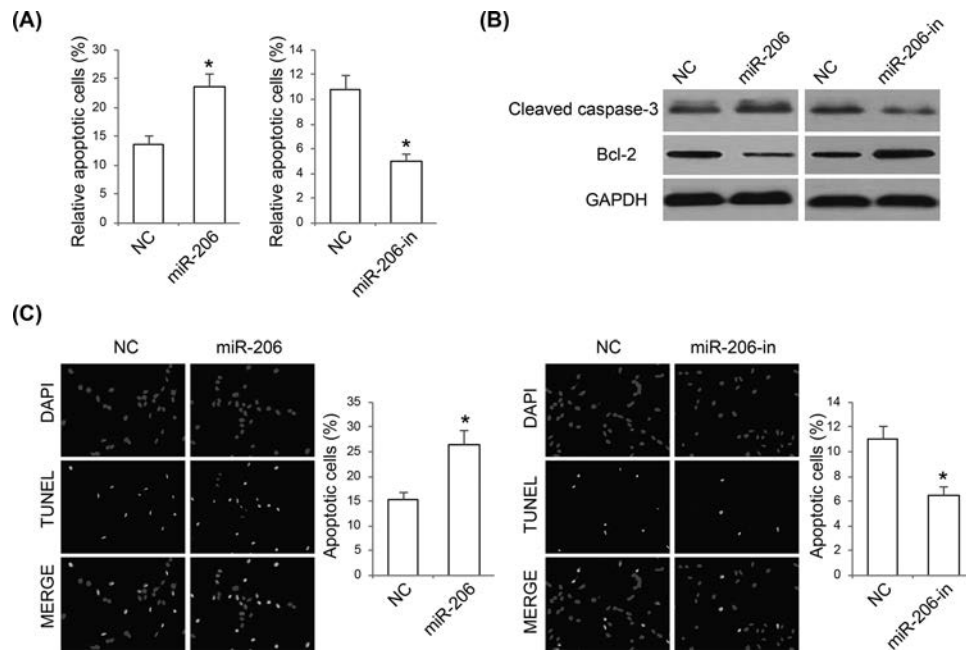 (A)
Relative apoptotic cells (%)
30
25
20
15
10
5
0
*
NC
miR-206
Relative apoptotic cells (%)
14
12
10
8
6
4
2
0
*
NC
miR-206-in
(B)
NC
miR-206
NC
miR-206-in
Cleaved caspase-3
Bcl-2
GAPDH
(C)
NC
miR-206
DAPI
TUNEL
MERGE
Apoptotic cells (%)
35
30
25
20
15
10
5
0
*
NC
miR-206
NC
miR-206-in
DAPI
TUNEL
MERGE
Apoptotic cells (%)
14
12
10
8
6
4
2
0
*
NC
miR-206-in